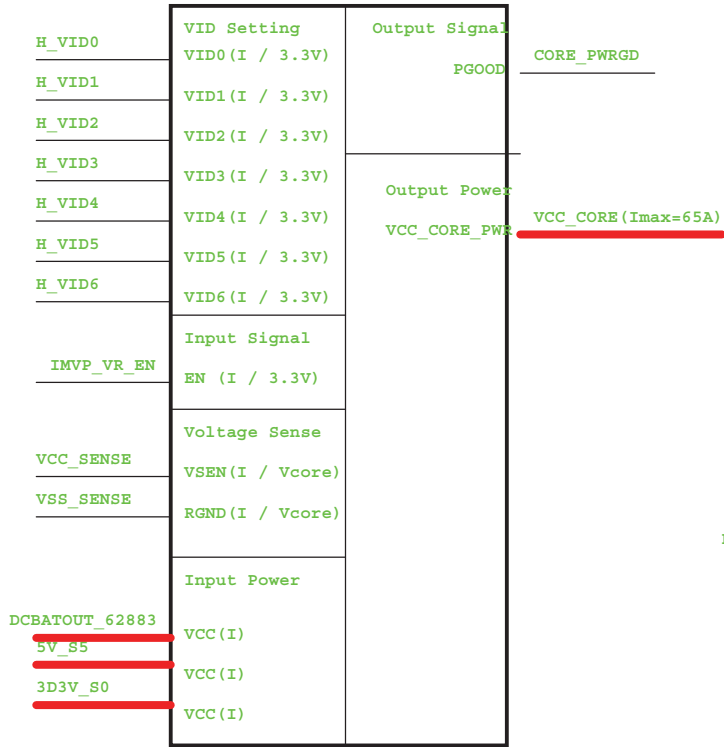 H_VID0
H_VID1
H_VID2
H_VID3
H_VID4
H_VID5
H_VID6
IMVP_VR_EN
VCC_SENSE
VSS_SENSE
DCBATOUT_62883
5V_S5
3D3V_S0
VID Setting
VID0(I / 3.3V)
VID1(I / 3.3V)
VID2(I / 3.3V)
VID3(I / 3.3V)
VID4(I / 3.3V)
VID5(I / 3.3V)
VID6(I / 3.3V)
Input Signal
EN (I / 3.3V)
Voltage Sense
VSEN(I / Vcore)
RGND(I / Vcore)
Input Power
VCC(I)
VCC(I)
VCC(I)
Output Signal
PGOOD
Output Power
VCC_CORE_PWR
CORE_PWRGD
VCC_CORE(Imax=65A)